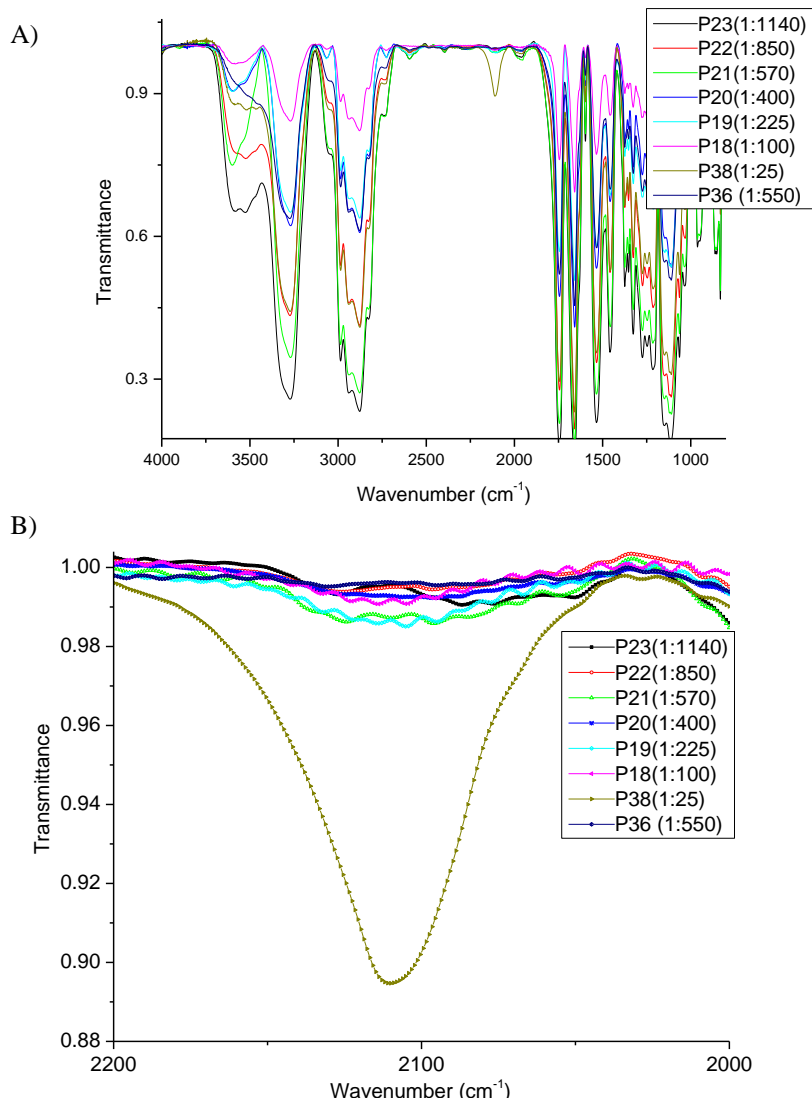 A)
P23(1:1140)
P22(1:850)
P21(1:570)
P20(1:400)
P19(1:225)
P18(1:100)
P38(1:25)
P36 (1:550)
0.9
0.6
0.3
Transmittance
4000 3500 3000 2500 2000 1500 1000
Wavenumber (cm⁻¹)
B)
1.00
0.98
0.96
0.94
0.92
0.90
0.88
Transmittance
P23(1:1140)
P22(1:850)
P21(1:570)
P20(1:400)
P19(1:225)
P18(1:100)
P38(1:25)
P36 (1:550)
2200 2100 2000
Wavenumber (cm⁻¹)